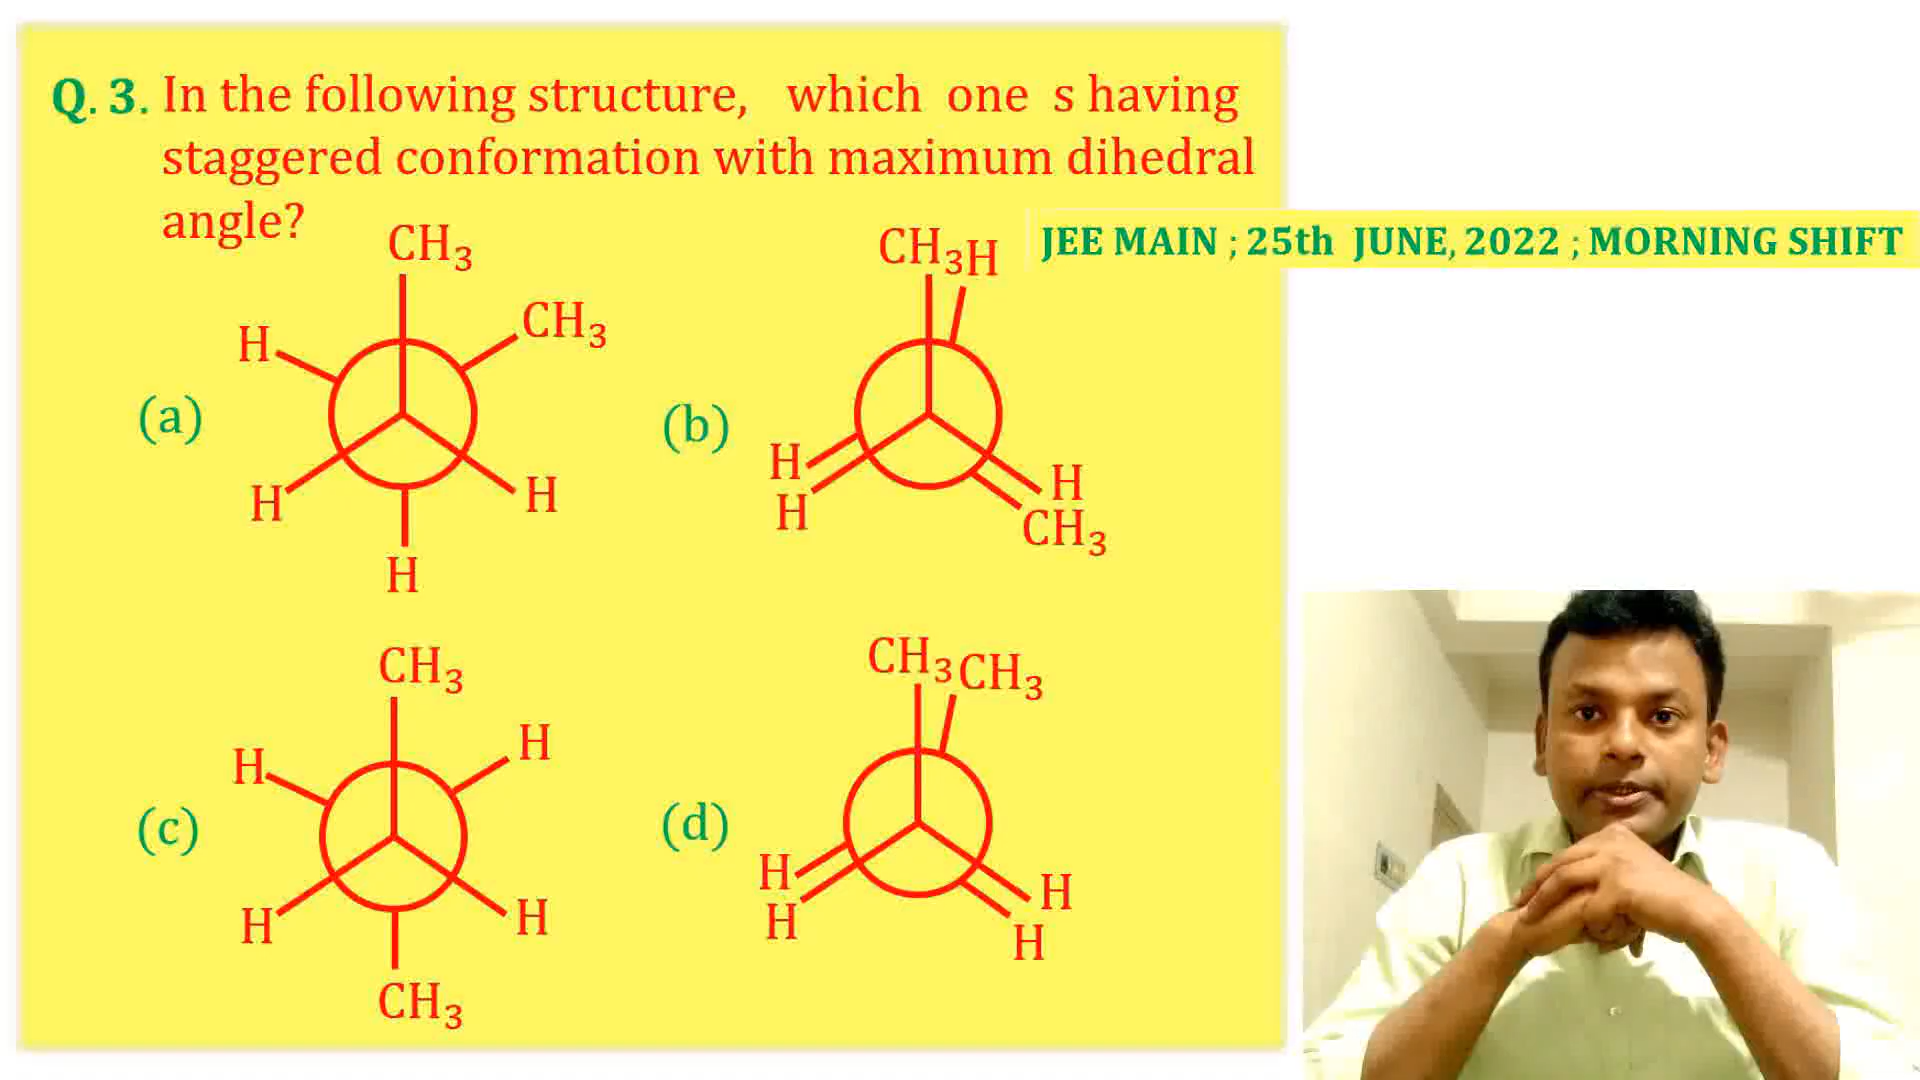 Q. 3. In the following structure, which one s having
staggered conformation with maximum dihedral
angle?
JEE MAIN ; 25th JUNE, 2022 ; MORNING SHIFT
(a)
CH3
CH3
H
H
H
H
(b)
CH3H
H
H
H
CH3
(c)
CH3
H
H
H
H
CH3
(d)
CH3CH3
H
H
H
H